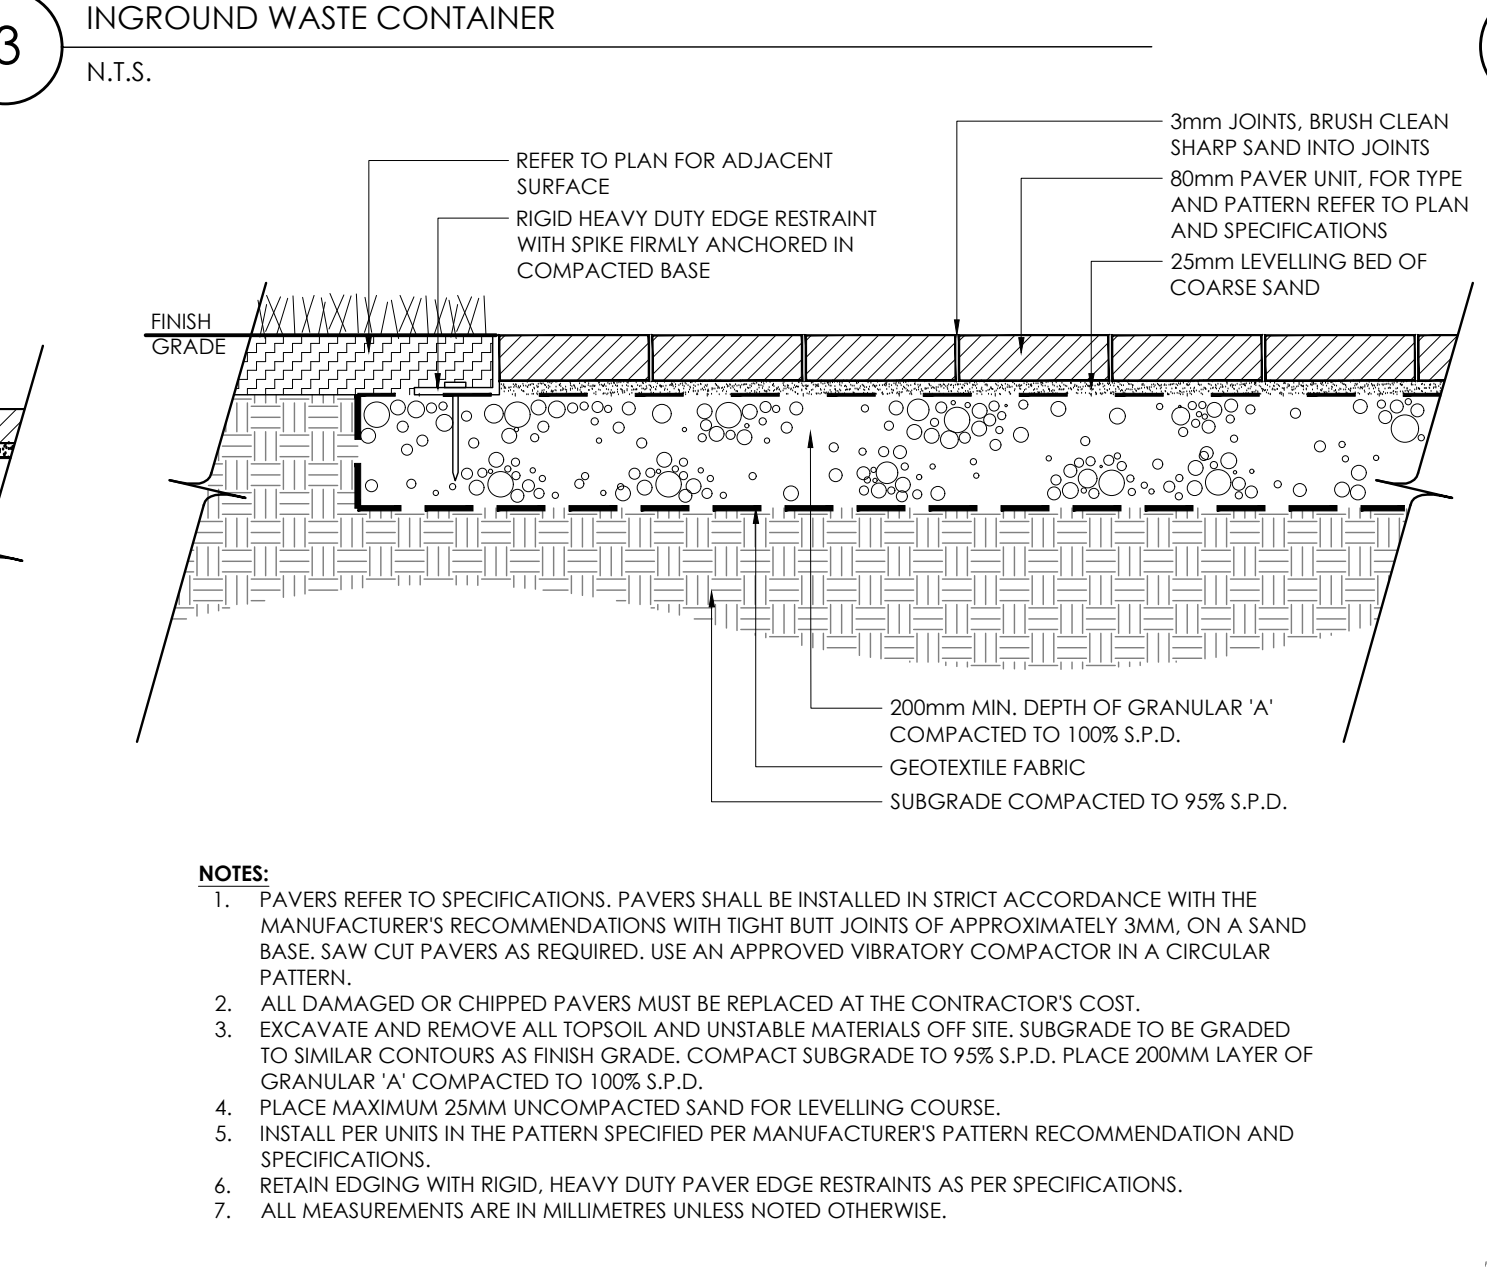 3
INGROUND WASTE CONTAINER
N.T.S.
3mm JOINTS, BRUSH CLEAN
SHARP SAND INTO JOINTS
REFER TO PLAN FOR ADJACENT
SURFACE
80mm PAVER UNIT, FOR TYPE
AND PATTERN REFER TO PLAN
AND SPECIFICATIONS
RIGID HEAVY DUTY EDGE RESTRAINT
WITH SPIKE FIRMLY ANCHORED IN
COMPACTED BASE
25mm LEVELLING BED OF
COARSE SAND
FINISH
GRADE
200mm MIN. DEPTH OF GRANULAR 'A'
COMPACTED TO 100% S.P.D.
GEOTEXTILE FABRIC
SUBGRADE COMPACTED TO 95% S.P.D.
NOTES:
1. PAVERS REFER TO SPECIFICATIONS. PAVERS SHALL BE INSTALLED IN STRICT ACCORDANCE WITH THE
MANUFACTURER'S RECOMMENDATIONS WITH TIGHT BUTT JOINTS OF APPROXIMATELY 3MM, ON A SAND
BASE. SAW CUT PAVERS AS REQUIRED. USE AN APPROVED VIBRATORY COMPACTOR IN A CIRCULAR
PATTERN.
2. ALL DAMAGED OR CHIPPED PAVERS MUST BE REPLACED AT THE CONTRACTOR'S COST.
3. EXCAVATE AND REMOVE ALL TOPSOIL AND UNSTABLE MATERIALS OFF SITE. SUBGRADE TO BE GRADED
TO SIMILAR CONTOURS AS FINISH GRADE. COMPACT SUBGRADE TO 95% S.P.D. PLACE 200MM LAYER OF
GRANULAR 'A' COMPACTED TO 100% S.P.D.
4. PLACE MAXIMUM 25MM UNCOMPACTED SAND FOR LEVELLING COURSE.
5. INSTALL PER UNITS IN THE PATTERN SPECIFIED PER MANUFACTURER'S PATTERN RECOMMENDATION AND
SPECIFICATIONS.
6. RETAIN EDGING WITH RIGID, HEAVY DUTY PAVER EDGE RESTRAINTS AS PER SPECIFICATIONS.
7. ALL MEASUREMENTS ARE IN MILLIMETRES UNLESS NOTED OTHERWISE.